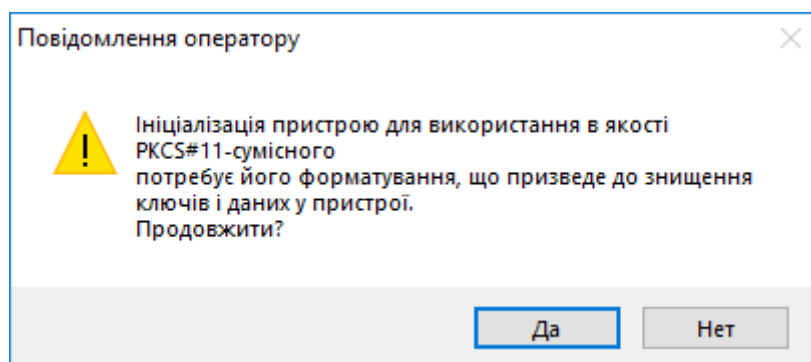 Повідомлення оператору
Ініціалізація пристрою для використання в якості
PKCS#11-сумісного
потребує його форматування, що призведе до знищення
ключів і даних у пристрої.
Продовжити?
Да
Нет